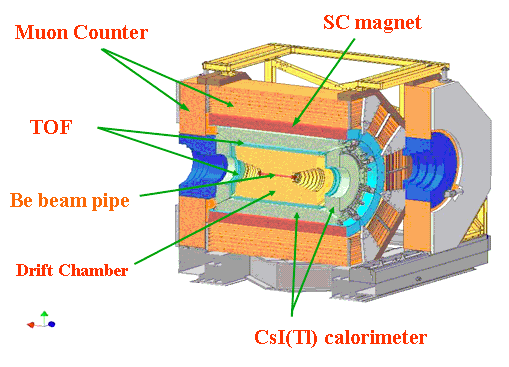 SC magnet
Muon Counter
TOF
Be beam pipe
Drift Chamber
CsI(Tl) calorimeter